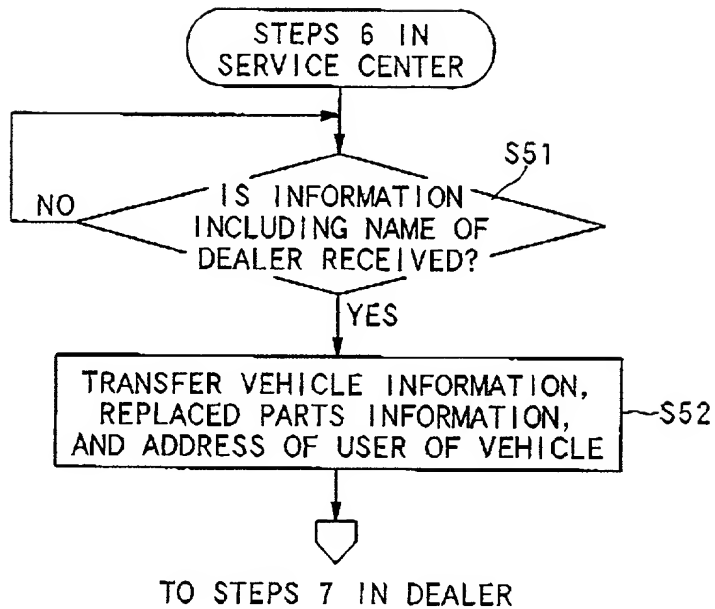 STEPS 6 IN
SERVICE CENTER
S51
IS INFORMATION
NO
INCLUDING NAME OF
DEALER RECEIVED?
YES
TRANSFER VEHICLE INFORMATION,
REPLACED PARTS INFORMATION,
S52
AND ADDRESS OF USER OF VEHICLE
TO STEPS 7 IN DEALER